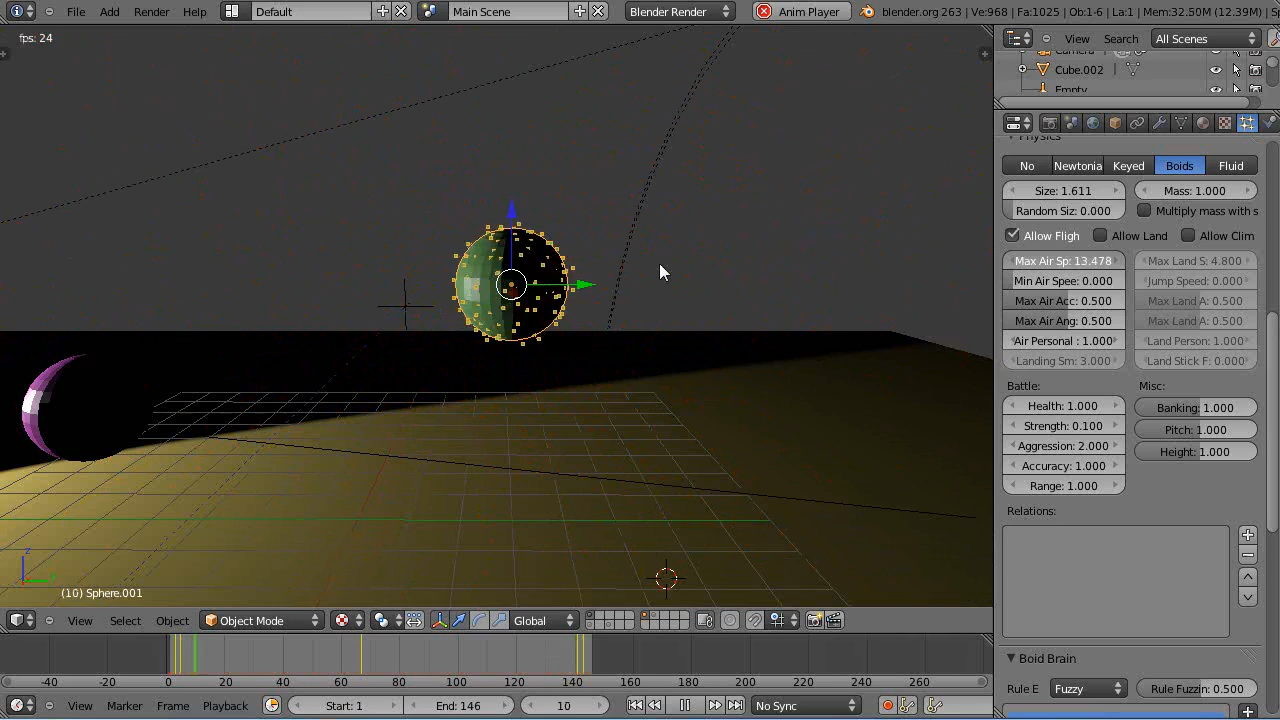 File Add Render Help Default Main Scene Blender Render Anim Player blender.org 263 | Ve:968 | Fa:1025 | Ob:1-6 | La:1 | Mem:32.50M (12.39M) |
fps: 24
View Search All Scenes
Camera
Cube.002
Empty
Physics
No Newtonia Keyed Boids Fluid
Size: 1.611 Mass: 1.000
Random Siz: 0.000 Multiply mass with s
Allow Fligh Allow Land Allow Clim
Max Air Sp: 13.478 Max Land S: 4.800
Min Air Spee: 0.000 Jump Speed: 0.000
Max Air Acc: 0.500 Max Land A: 0.500
Max Air Ang: 0.500 Max Land A: 0.500
Air Personal : 1.000 Land Person: 1.000
Landing Sm: 3.000 Land Stick F: 0.000
Battle: Misc:
Health: 1.000 Banking: 1.000
Strength: 0.100 Pitch: 1.000
Aggression: 2.000 Height: 1.000
Accuracy: 1.000
Range: 1.000
Relations:
z
(10) Sphere.001
View Select Object Object Mode Global
Boid Brain
-40 -20 0 20 40 60 80 100 120 140 160 180 200 220 240 260
Rule E Fuzzy Rule Fuzzin: 0.500
View Marker Frame Playback Start: 1 End: 146 10 No Sync